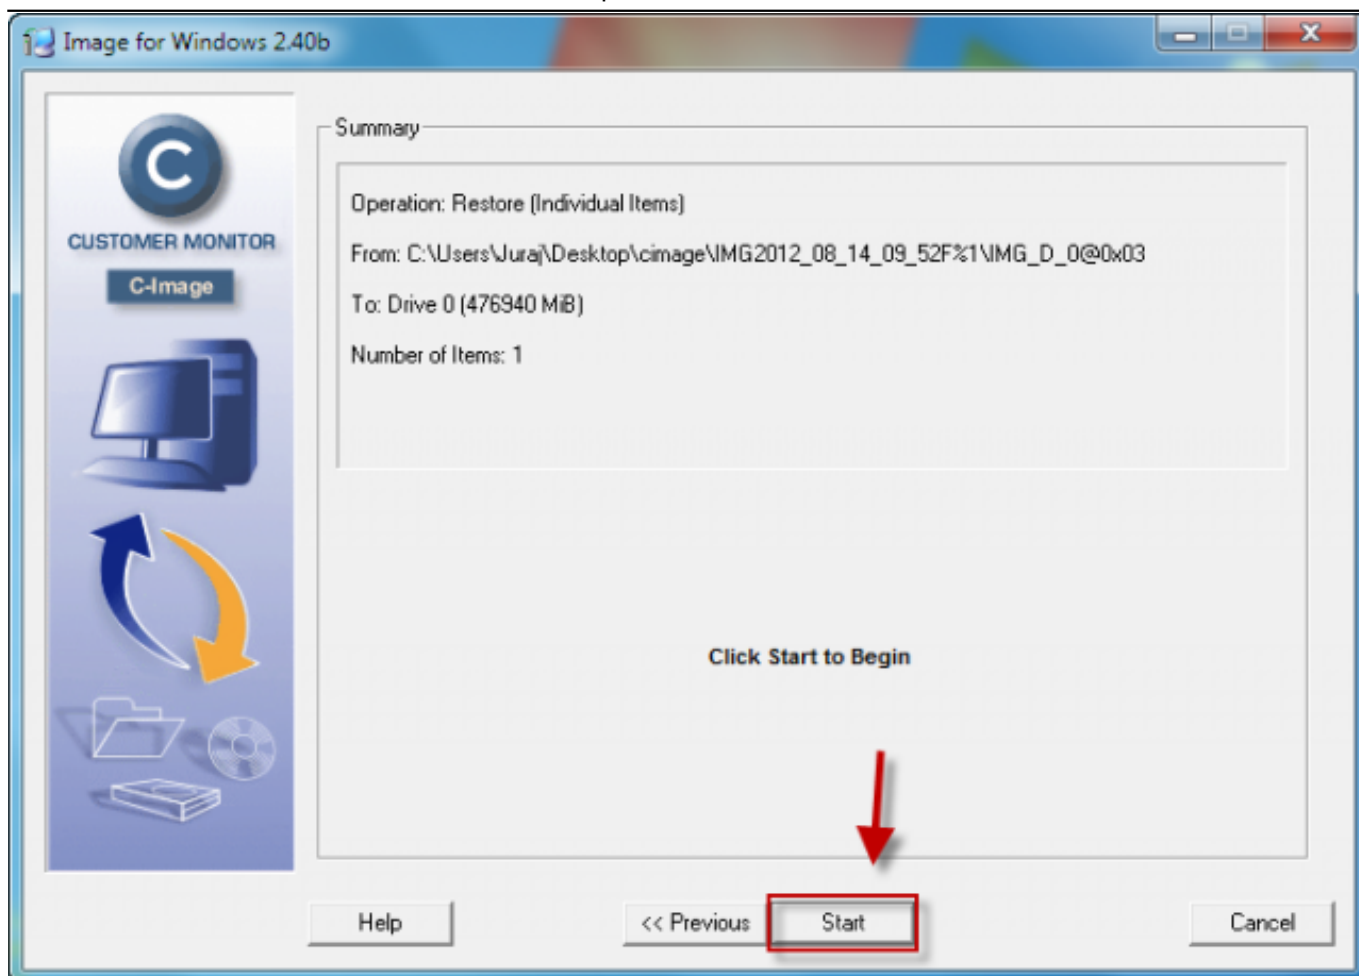 Image for Windows 2.40b
C
CUSTOMER MONITOR
C-Image
Summary
Operation: Restore (Individual Items)
From: C:\Users\Juraj\Desktop\cimage\IMG2012_08_14_09_52F%1\IMG_D_0@0x03
To: Drive 0 (476940 MiB)
Number of Items: 1
Click Start to Begin
Help
<< Previous
Start
Cancel